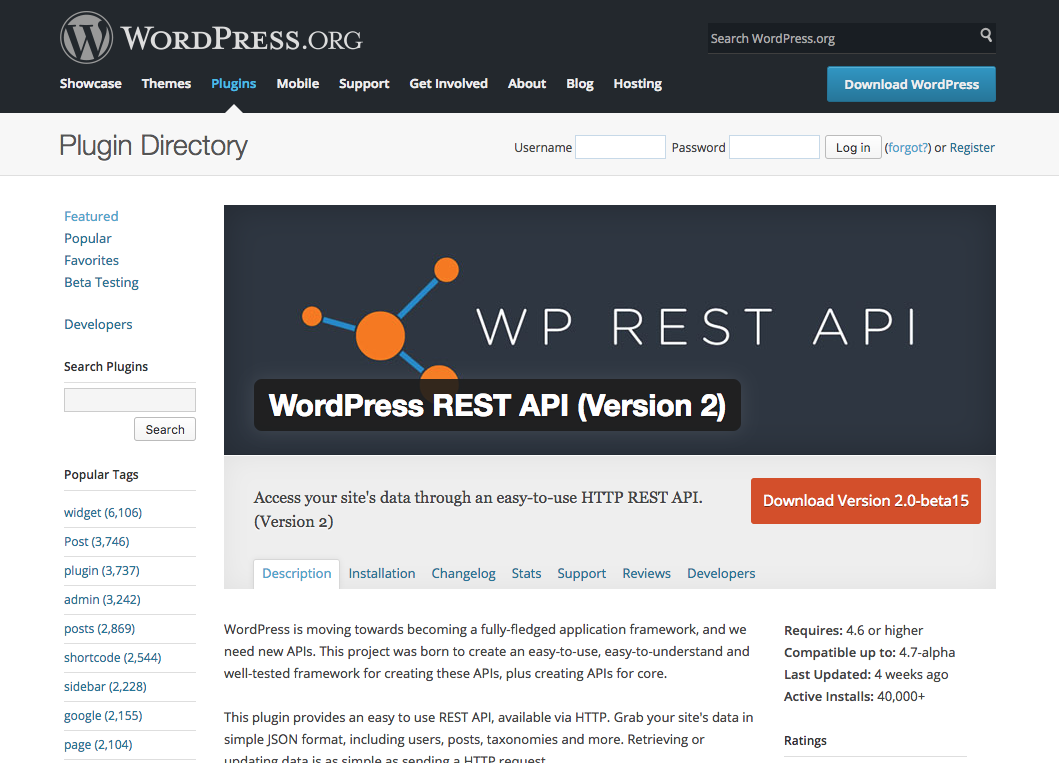 WORDPRESS.ORG
Search WordPress.org
Showcase Themes Plugins Mobile Support Get Involved About Blog Hosting
Download WordPress
Plugin Directory
Username Password Log in (forgot?) or Register
Featured
Popular
Favorites
Beta Testing
Developers
Search Plugins
Search
Popular Tags
widget (6,106)
Post (3,746)
plugin (3,737)
admin (3,242)
posts (2,869)
shortcode (2,544)
sidebar (2,228)
google (2,155)
page (2,104)
WP REST API
WordPress REST API (Version 2)
Access your site's data through an easy-to-use HTTP REST API.
(Version 2)
Download Version 2.0-beta15
Description Installation Changelog Stats Support Reviews Developers
WordPress is moving towards becoming a fully-fledged application framework, and we
need new APIs. This project was born to create an easy-to-use, easy-to-understand and
well-tested framework for creating these APIs, plus creating APIs for core.
This plugin provides an easy to use REST API, available via HTTP. Grab your site's data in
simple JSON format, including users, posts, taxonomies and more. Retrieving or
updating data is as simple as sending a HTTP request.
Requires: 4.6 or higher
Compatible up to: 4.7-alpha
Last Updated: 4 weeks ago
Active Installs: 40,000+
Ratings